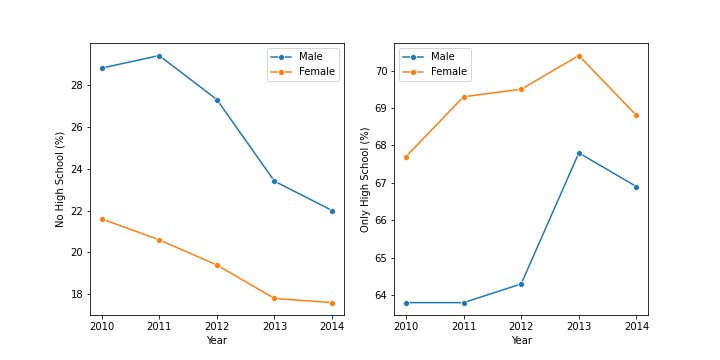 No High School (%)
28
26
24
22
20
18
2010 2011 2012 2013 2014
Year
Male
Female
Only High School (%)
70
69
68
67
66
65
64
2010 2011 2012 2013 2014
Year
Male
Female